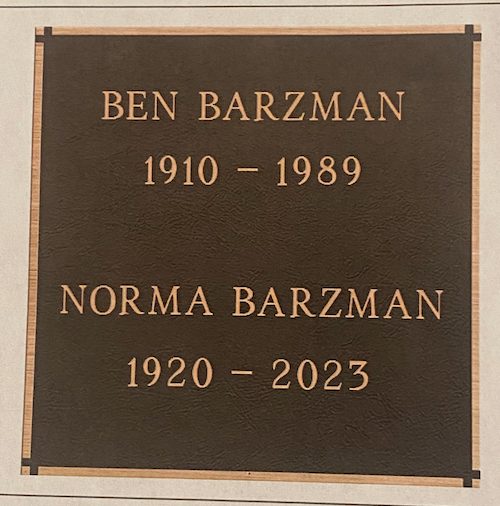 BEN BARZMAN
1910 – 1989
NORMA BARZMAN
1920 – 2023